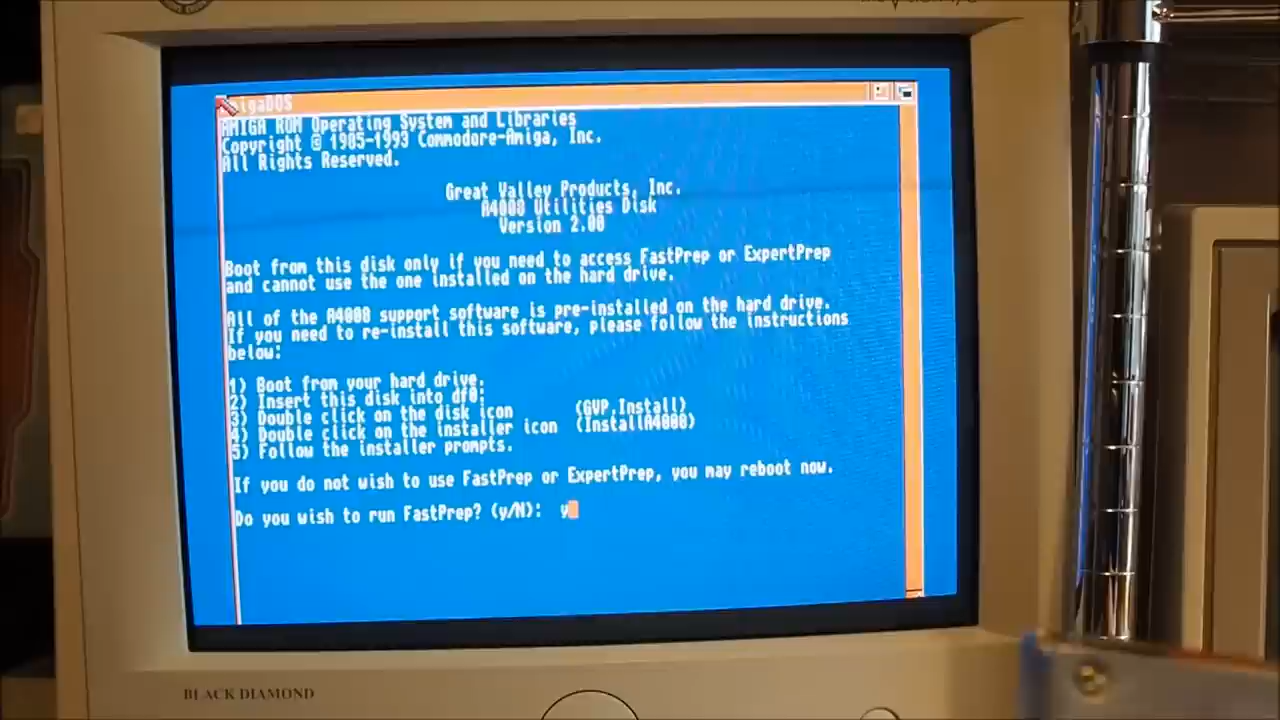 AmigaDOS
AMIGA ROM Operating System and Libraries
Copyright © 1985-1993 Commodore-Amiga, Inc.
All Rights Reserved.
Great Valley Products, Inc.
A4008 Utilities Disk
Version 2.00
Boot from this disk only if you need to access FastPrep or ExpertPrep
and cannot use the one installed on the hard drive.
All of the A4008 support software is pre-installed on the hard drive.
If you need to re-install this software, please follow the instructions
below:
1) Boot from your hard drive.
2) Insert this disk into df0:
3) Double click on the disk icon (GVP.Install)
4) Double click on the installer icon (InstallA4008)
5) Follow the installer prompts.
If you do not wish to use FastPrep or ExpertPrep, you may reboot now.
Do you wish to run FastPrep? (y/N): y
BLACK DIAMOND